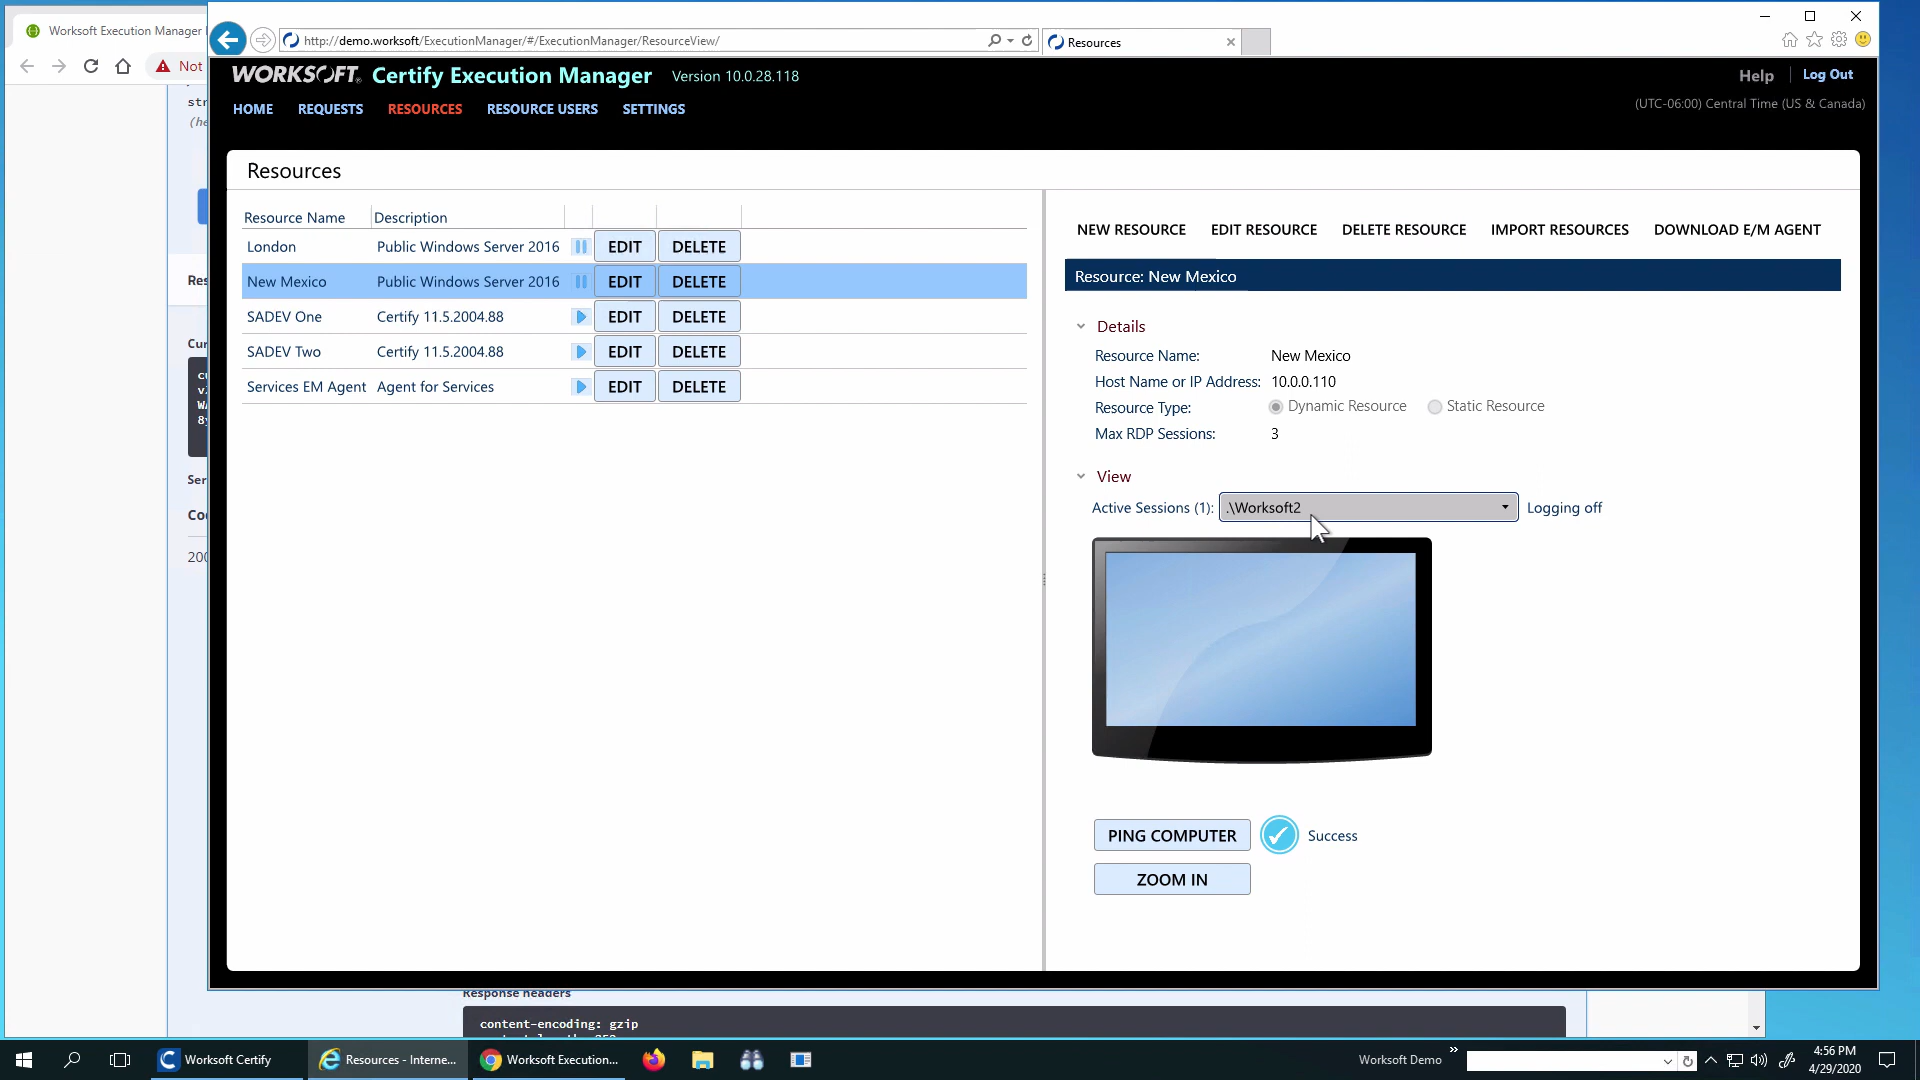 Worksoft Execution Manager
http://demo.worksoft/ExecutionManager/#/ExecutionManager/ResourceView/
Resources
Not
WORKSOFT. Certify Execution Manager Version 10.0.28.118
Help Log Out
HOME REQUESTS RESOURCES RESOURCE USERS SETTINGS
(UTC-06:00) Central Time (US & Canada)
str
(he
Resources
Resource Name Description
London Public Windows Server 2016 EDIT DELETE
New Mexico Public Windows Server 2016 EDIT DELETE
SADEV One Certify 11.5.2004.88 EDIT DELETE
SADEV Two Certify 11.5.2004.88 EDIT DELETE
Services EM Agent Agent for Services EDIT DELETE
NEW RESOURCE EDIT RESOURCE DELETE RESOURCE IMPORT RESOURCES DOWNLOAD E/M AGENT
Resource: New Mexico
Details
Resource Name: New Mexico
Host Name or IP Address: 10.0.0.110
Resource Type: Dynamic Resource Static Resource
Max RDP Sessions: 3
View
Active Sessions (1): .\Worksoft2 Logging off
PING COMPUTER Success
ZOOM IN
Res
Cur
Ser
Co
200
Response headers
content-encoding: gzip
Worksoft Certify
Resources - Interne...
Worksoft Execution...
Worksoft Demo
4:56 PM
4/29/2020